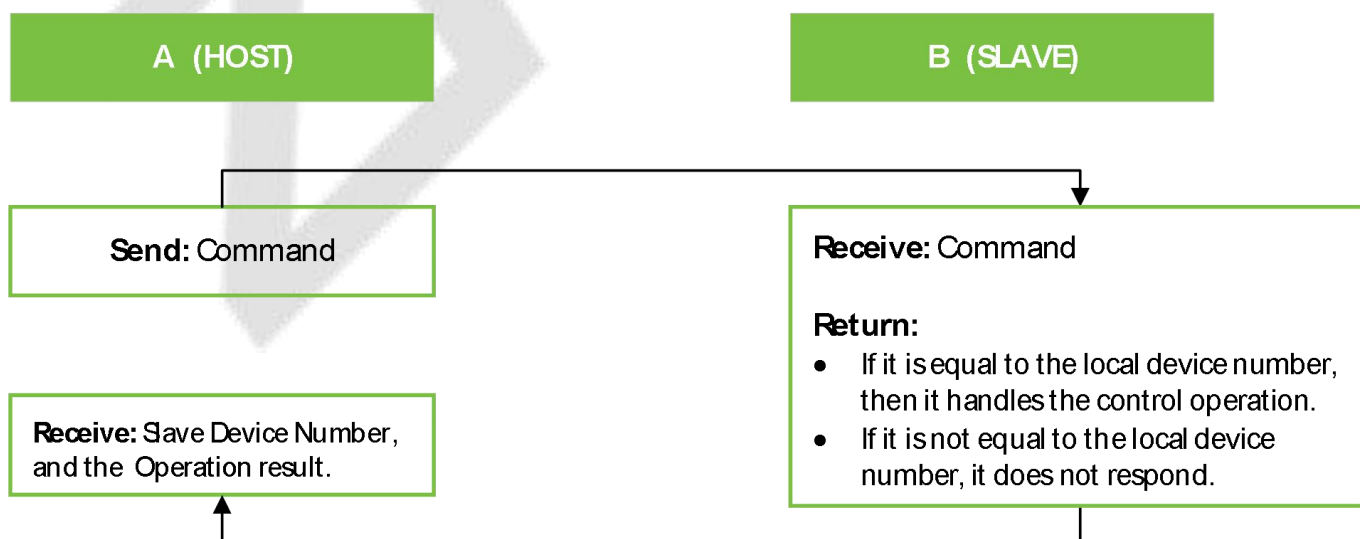 A (HOST)
B (SLAVE)
Send: Command
Receive: Command
Return:
● If it is equal to the local device number,
then it handles the control operation.
● If it is not equal to the local device
number, it does not respond.
Receive: Slave Device Number,
and the Operation result.